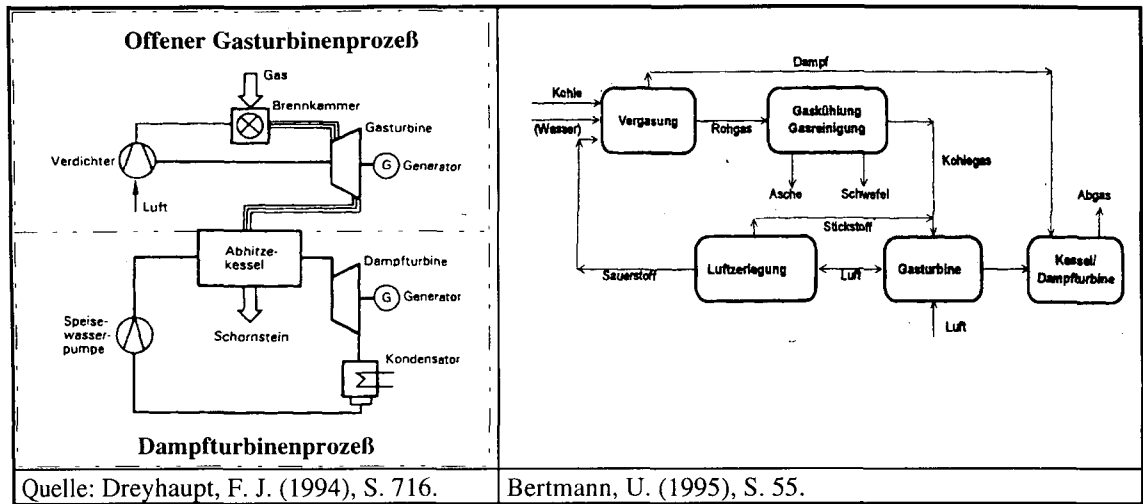 Offener Gasturbinenprozeß
Gas
Brennkammer
Gasturbine
Verdichter
G
Generator
Luft
Abhitze-
kessel
Dampfturbine
G
Generator
Speise-
wasser-
pumpe
Schornstein
Kondensator
Dampfturbinenprozeß
Quelle: Dreyhaupt, F. J. (1994), S. 716.
Dampf
Kohle
(Wasser)
Vergasung
Rohgas
Gaskühlung
Gasreinigung
Kohlegas
Asche
Schwefel
Abgas
Stickstoff
Sauerstoff
Luftzerlegung
Luft
Gasturbine
Kessel/
Dampfturbine
Luft
Bertmann, U. (1995), S. 55.